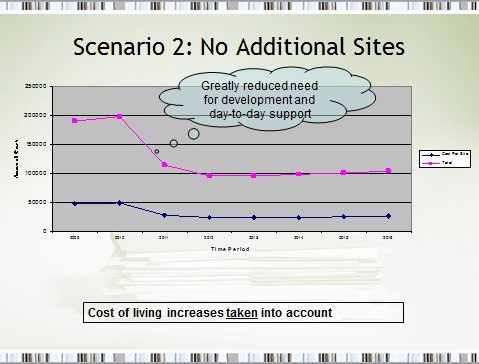 Scenario 2: No Additional Sites
Greatly reduced need
for development and
day-to-day support
250000
200000
150000
100000
50000
0
Annual Cost
2009
2010
2011
2012
2013
2014
2015
2016
Time Period
Cost Per Site
Total
Cost of living increases taken into account